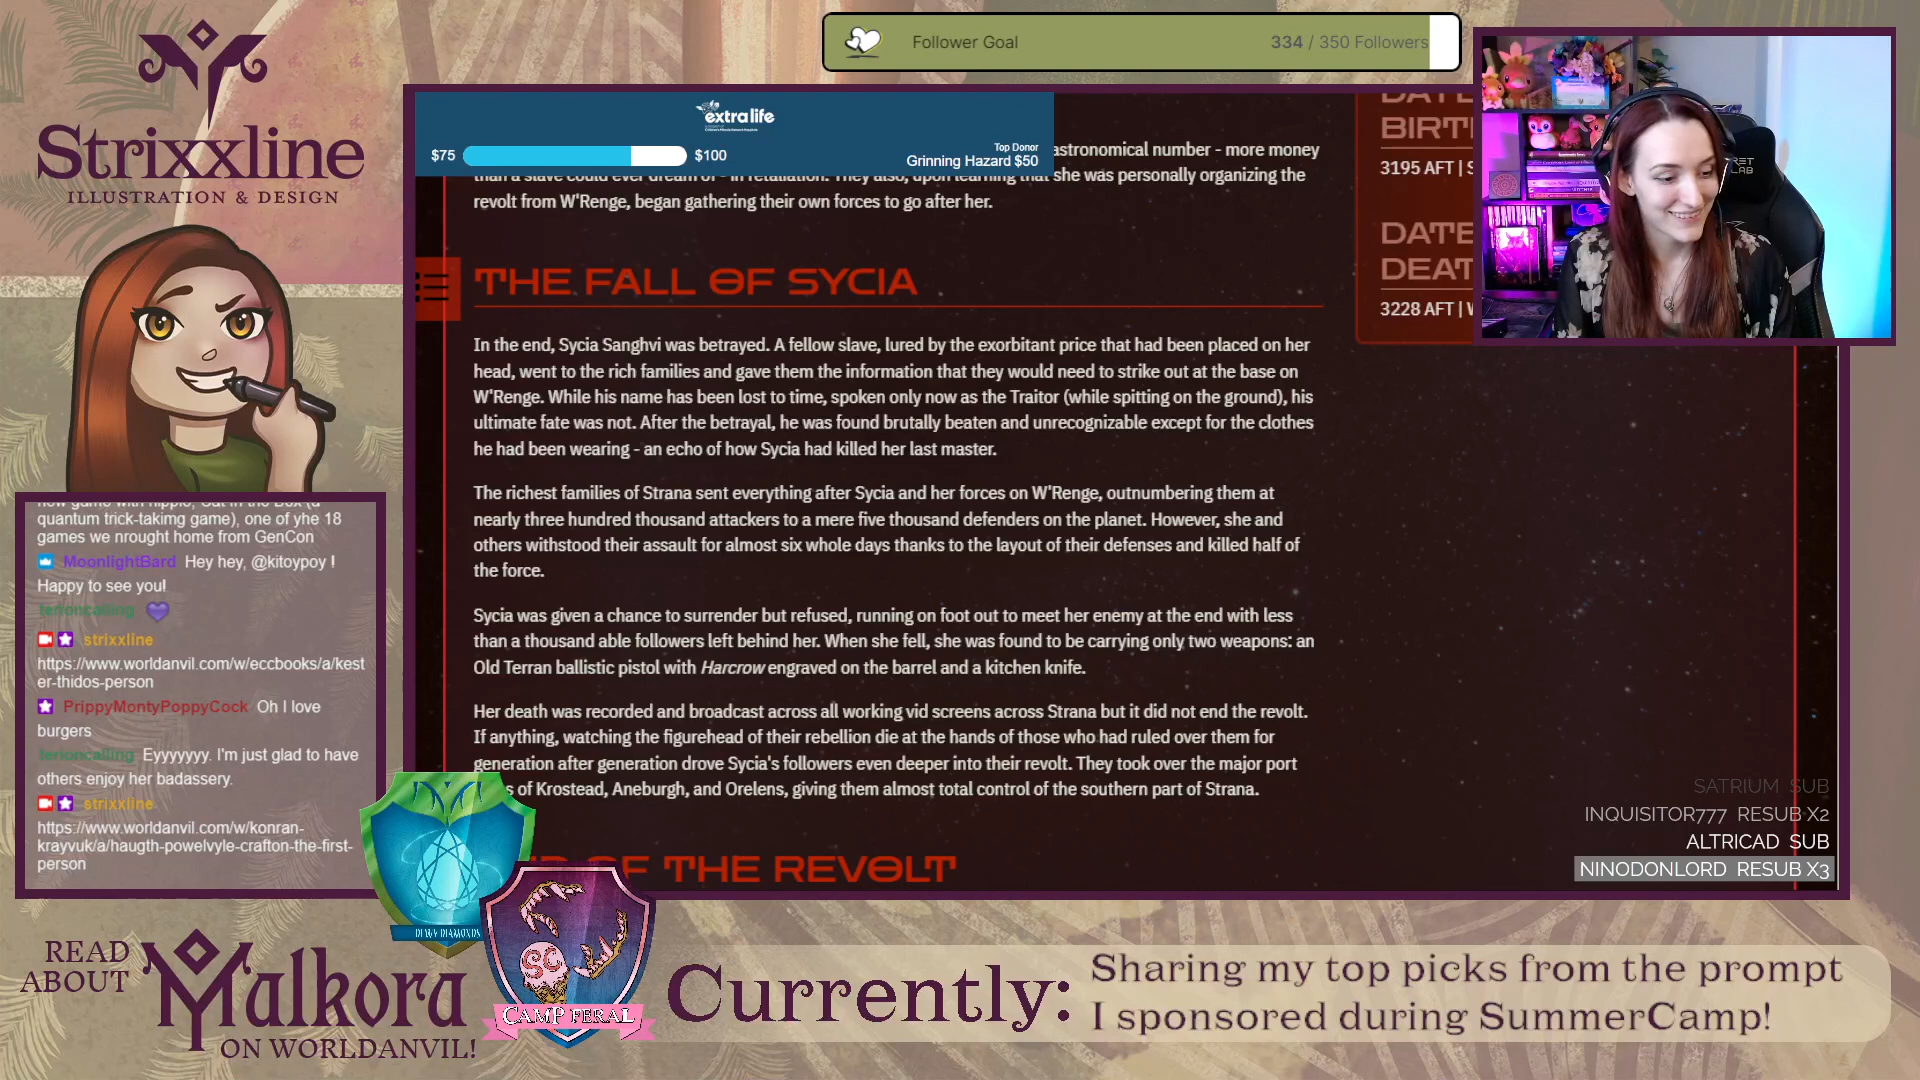 Strixxline
ILLUSTRATION & DESIGN
Follower Goal
334 / 350 Followers
extralife
$75
$100
Top Donor
Grinning Hazard $50
astronomical number - more money
than a slave could ever dream of - in retaliation. They also, upon learning that she was personally organizing the
revolt from W'Renge, began gathering their own forces to go after her.
THE FALL OF SYCIA
In the end, Sycia Sanghvi was betrayed. A fellow slave, lured by the exorbitant price that had been placed on her
head, went to the rich families and gave them the information that they would need to strike out at the base on
W'Renge. While his name has been lost to time, spoken only now as the Traitor (while spitting on the ground), his
ultimate fate was not. After the betrayal, he was found brutally beaten and unrecognizable except for the clothes
he had been wearing - an echo of how Sycia had killed her last master.
The richest families of Strana sent everything after Sycia and her forces on W'Renge, outnumbering them at
nearly three hundred thousand attackers to a mere five thousand defenders on the planet. However, she and
others withstood their assault for almost six whole days thanks to the layout of their defenses and killed half of
the force.
Sycia was given a chance to surrender but refused, running on foot out to meet her enemy at the end with less
than a thousand able followers left behind her. When she fell, she was found to be carrying only two weapons: an
Old Terran ballistic pistol with Harcrow engraved on the barrel and a kitchen knife.
Her death was recorded and broadcast across all working vid screens across Strana but it did not end the revolt.
If anything, watching the figurehead of their rebellion die at the hands of those who had ruled over them for
generation after generation drove Sycia's followers even deeper into their revolt. They took over the major port
of Krostead, Aneburgh, and Orelens, giving them almost total control of the southern part of Strana.
OF THE REVOLT
DATE
BIRT
3195 AFT | S
DATE
DEAT
3228 AFT |
quantum trick-takimg game), one of yhe 18
games we nrought home from GenCon
MoonlightBard Hey hey, @kitoypoy !
Happy to see you!
terioncalling
strixxline
https://www.worldanvil.com/w/eccbooks/a/kest
er-thidos-person
PrippyMontyPoppyCock Oh I love
burgers
terioncalling Eyyyyyyy. I'm just glad to have
others enjoy her badassery.
strixxline
https://www.worldanvil.com/w/konran-
krayvuk/a/haugth-powelvyle-crafton-the-first-
person
SATRIUM SUB
INQUISITOR777 RESUB X2
ALTRICAD SUB
NINODONLORD RESUB X3
DIAMONDS
SC
CAMP FERAL
READ
ABOUT
Malkora
ON WORLDANVIL!
Currently:
Sharing my top picks from the prompt
I sponsored during SummerCamp!